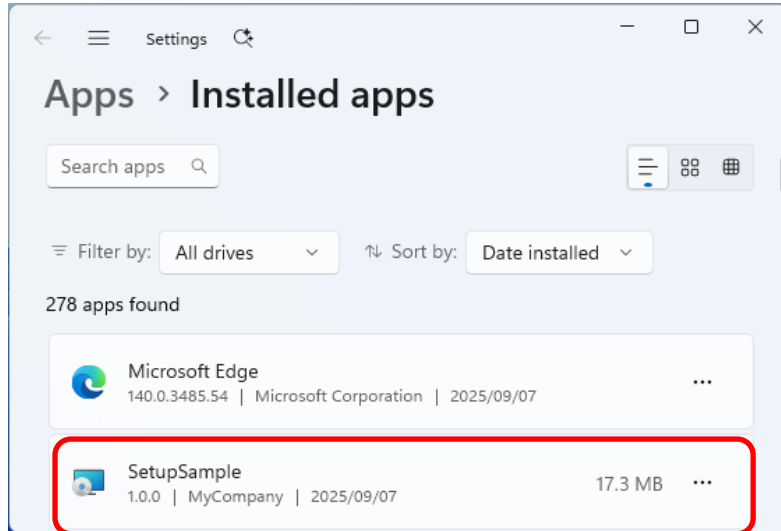 Settings
Apps > Installed apps
Search apps
Filter by: All drives Sort by: Date installed
278 apps found
Microsoft Edge
140.0.3485.54 | Microsoft Corporation | 2025/09/07
SetupSample
1.0.0 | MyCompany | 2025/09/07 17.3 MB